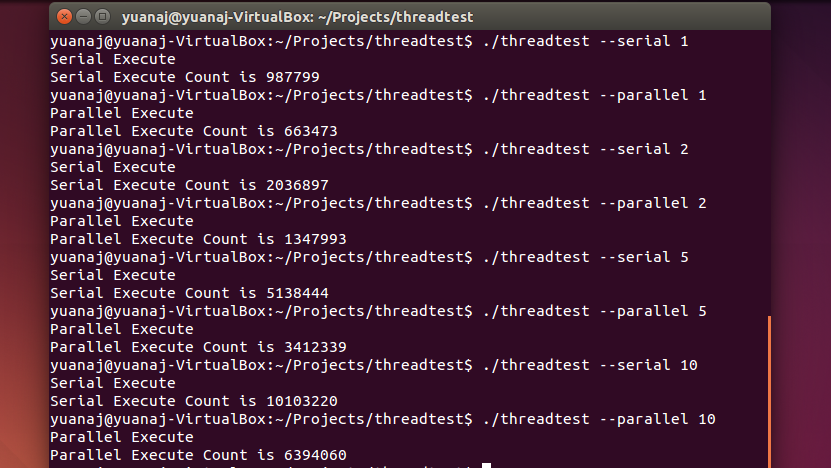 yuanaj@yuanaj-VirtualBox: ~/Projects/threadtest
yuanaj@yuanaj-VirtualBox:~/Projects/threadtest$ ./threadtest --serial 1
Serial Execute
Serial Execute Count is 987799
yuanaj@yuanaj-VirtualBox:~/Projects/threadtest$ ./threadtest --parallel 1
Parallel Execute
Parallel Execute Count is 663473
yuanaj@yuanaj-VirtualBox:~/Projects/threadtest$ ./threadtest --serial 2
Serial Execute
Serial Execute Count is 2036897
yuanaj@yuanaj-VirtualBox:~/Projects/threadtest$ ./threadtest --parallel 2
Parallel Execute
Parallel Execute Count is 1347993
yuanaj@yuanaj-VirtualBox:~/Projects/threadtest$ ./threadtest --serial 5
Serial Execute
Serial Execute Count is 5138444
yuanaj@yuanaj-VirtualBox:~/Projects/threadtest$ ./threadtest --parallel 5
Parallel Execute
Parallel Execute Count is 3412339
yuanaj@yuanaj-VirtualBox:~/Projects/threadtest$ ./threadtest --serial 10
Serial Execute
Serial Execute Count is 10103220
yuanaj@yuanaj-VirtualBox:~/Projects/threadtest$ ./threadtest --parallel 10
Parallel Execute
Parallel Execute Count is 6394060